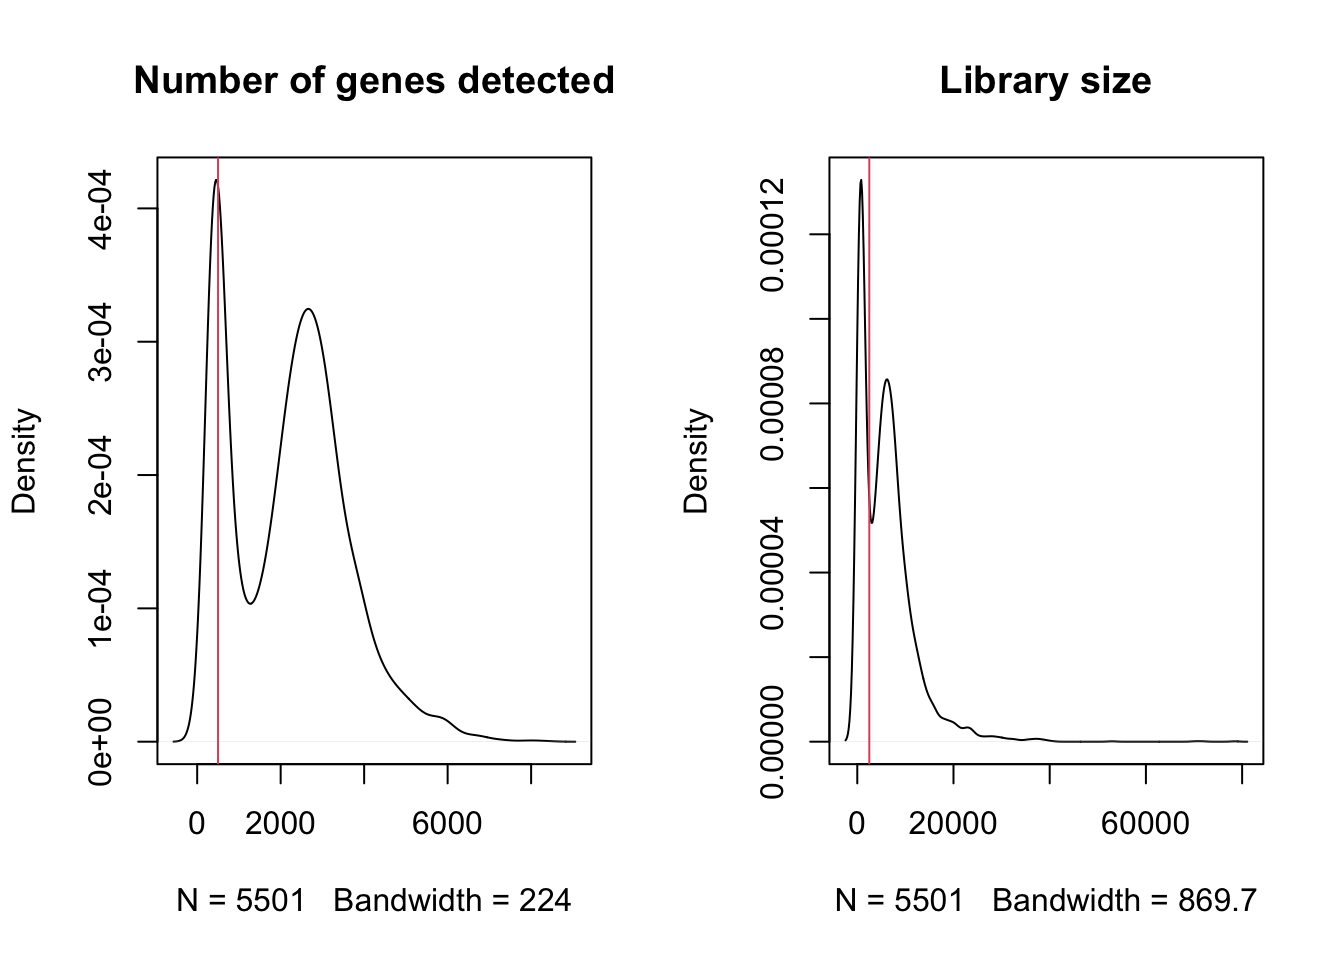 Number of genes detected
Density
0e+00 1e-04 2e-04 3e-04 4e-04
0 2000 6000
N = 5501 Bandwidth = 224
Library size
Density
0.00000 0.00004 0.00008 0.00012
0 20000 60000
N = 5501 Bandwidth = 869.7